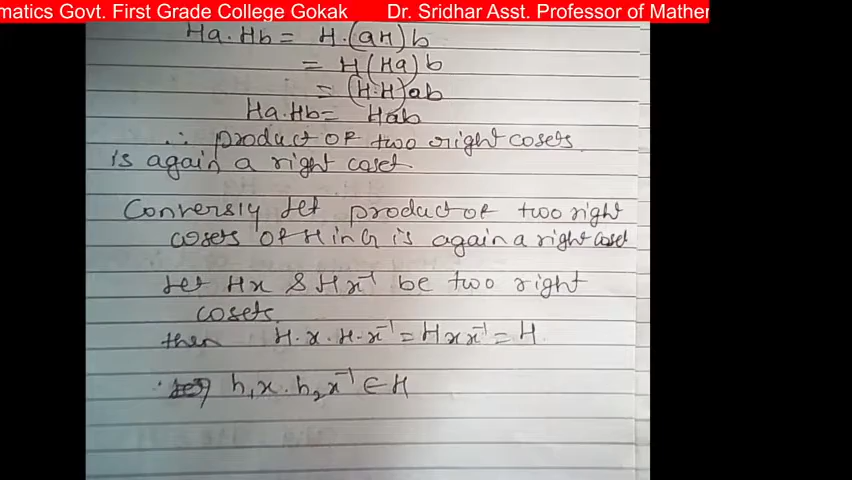 matics Govt. First Grade College Gokak Dr. Sridhar Asst. Professor of Mather
Ha.Hb = H.(aH)b
= H(Ha)b
= (H.H)ab
Ha.Hb = Hab
∴ product of two right cosets
is again a right coset.
Conversly let product of two right
cosets of H in G is again a right coset
Let Hx & Hx⁻¹ be two right
cosets.
then H.x.H.x⁻¹ = Hxx⁻¹ = H.
h₁x.h₂x⁻¹ ∈ H